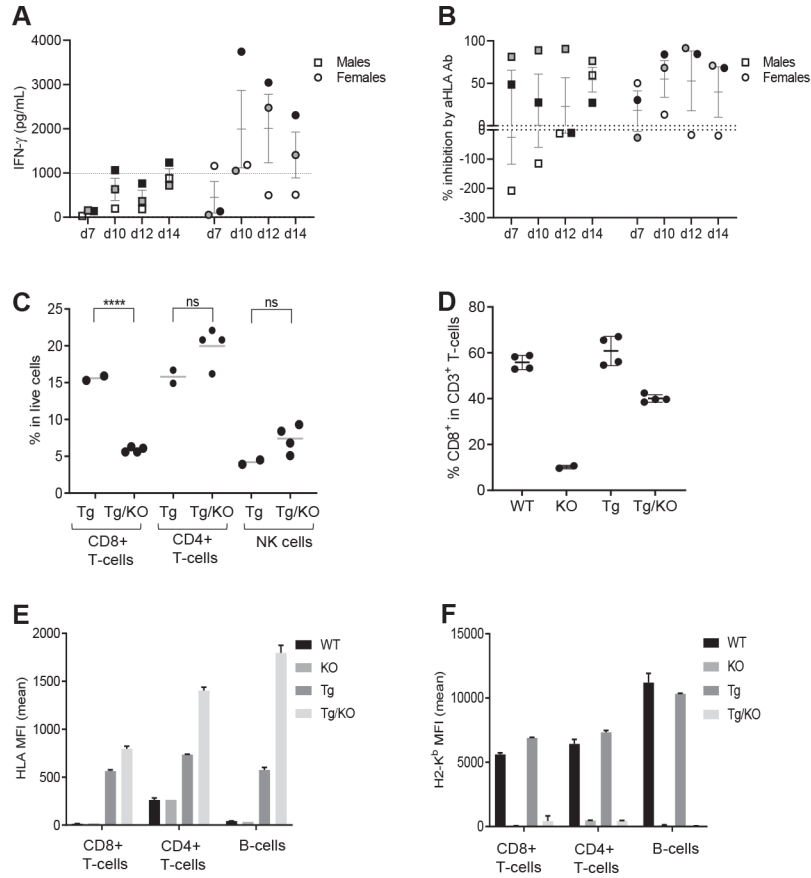 A
IFN-γ (pg/mL)
4000
3000
2000
1000
0
d7 d10 d12 d14 d7 d10 d12 d14
Males
Females
B
% inhibition by aHLA Ab
100
50
0
0
-100
-200
-300
d7 d10 d12 d14 d7 d10 d12 d14
Males
Females
C
% in live cells
25
20
15
10
5
0
**** ns ns
Tg Tg/KO Tg Tg/KO Tg Tg/KO
CD8+ CD4+ NK cells
T-cells T-cells
D
% CD8⁺ in CD3⁺ T-cells
80
60
40
20
0
WT KO Tg Tg/KO
E
HLA MFI (mean)
2000
1500
1000
500
0
WT
KO
Tg
Tg/KO
CD8+ CD4+ B-cells
T-cells T-cells
F
H2-Kᵇ MFI (mean)
15000
10000
5000
0
WT
KO
Tg
Tg/KO
CD8+ CD4+ B-cells
T-cells T-cells